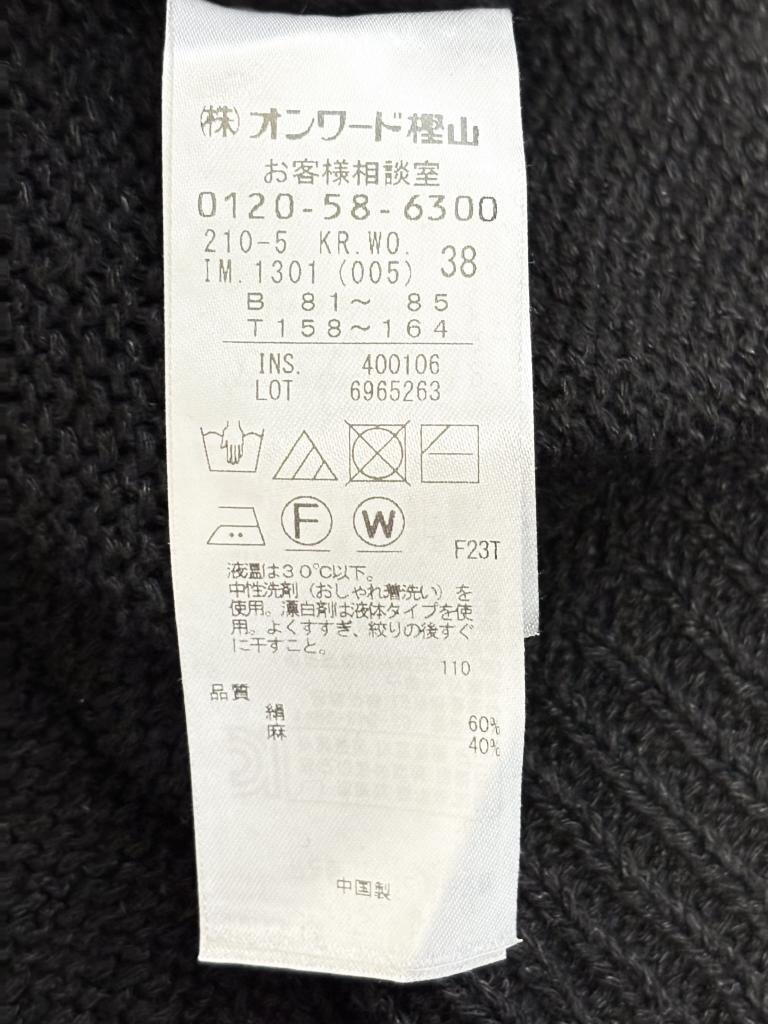 ㈱オンワード樫山
お客様相談室
0120-58-6300
210-5 KR.WO.
IM.1301 (005) 38
B 81～ 85
T158～164
INS. 400106
LOT 6965263
F W
F23T
液温は30℃以下。
中性洗剤（おしゃれ着洗い）を
使用。漂白剤は液体タイプを使
用。よくすすぎ、絞りの後すぐ
に干すこと。
110
品質
絹 60%
麻 40%
中国製